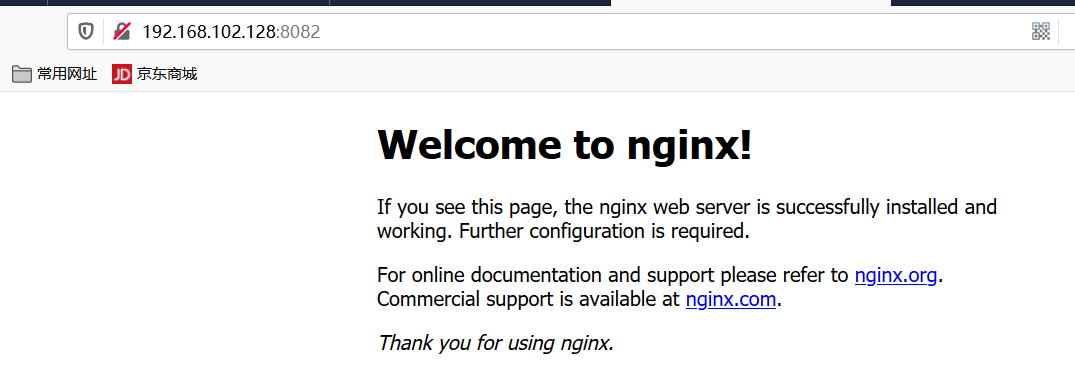 192.168.102.128:8082
常用网址 JD 京东商城
Welcome to nginx!
If you see this page, the nginx web server is successfully installed and
working. Further configuration is required.
For online documentation and support please refer to nginx.org.
Commercial support is available at nginx.com.
Thank you for using nginx.